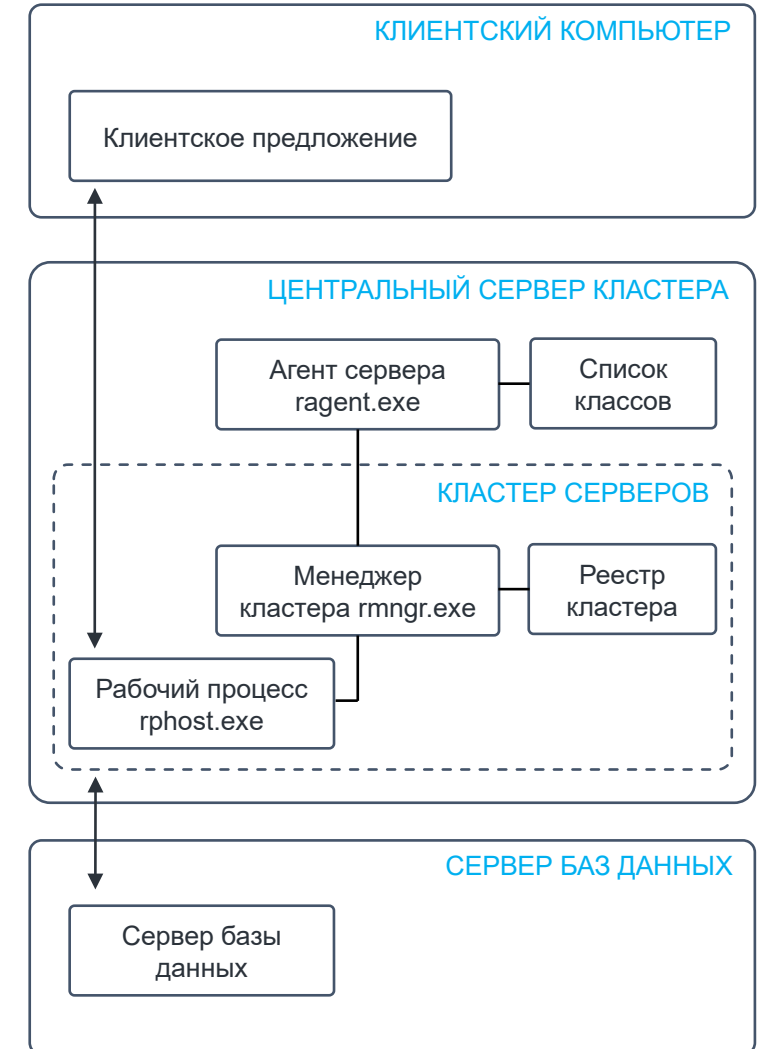 КЛИЕНТСКИЙ КОМПЬЮТЕР
Клиентское предложение
ЦЕНТРАЛЬНЫЙ СЕРВЕР КЛАСТЕРА
Агент сервера
ragent.exe
Список
классов
КЛАСТЕР СЕРВЕРОВ
Менеджер
кластера rmngr.exe
Реестр
кластера
Рабочий процесс
rphost.exe
СЕРВЕР БАЗ ДАННЫХ
Сервер базы
данных